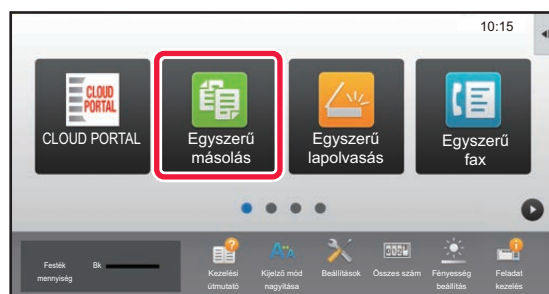 10:15
CLOUD
PORTAL
CLOUD PORTAL
Egyszerű
másolás
Egyszerű
lapolvasás
Egyszerű
fax
Festék
mennyiség
Bk
Kezelési
útmutató
Kijelző mód
nagyítása
Beállítások
Összes szám
Fényesség
beállítás
Feladat
kezelés